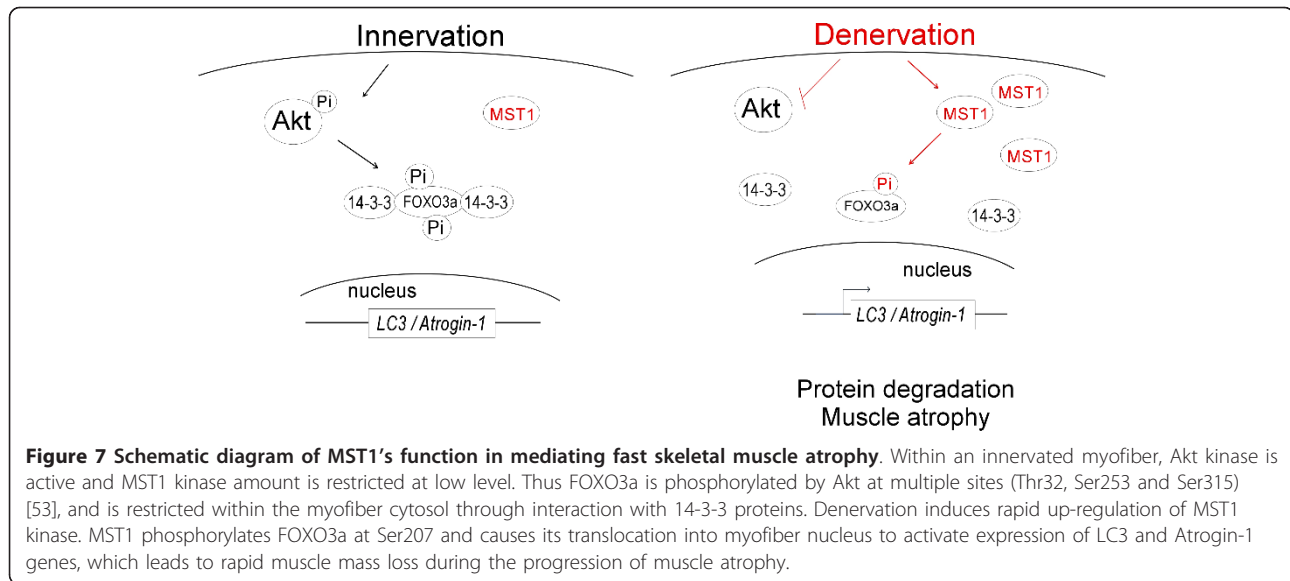 Innervation
Akt Pi
MST1
Pi
14-3-3 FOXO3a 14-3-3
Pi
nucleus
LC3 / Atrogin-1
Denervation
Akt
MST1
MST1
MST1
14-3-3
Pi
FOXO3a
14-3-3
nucleus
LC3 / Atrogin-1
Protein degradation
Muscle atrophy
Figure 7 Schematic diagram of MST1's function in mediating fast skeletal muscle atrophy. Within an innervated myofiber, Akt kinase is
active and MST1 kinase amount is restricted at low level. Thus FOXO3a is phosphorylated by Akt at multiple sites (Thr32, Ser253 and Ser315)
[53], and is restricted within the myofiber cytosol through interaction with 14-3-3 proteins. Denervation induces rapid up-regulation of MST1
kinase. MST1 phosphorylates FOXO3a at Ser207 and causes its translocation into myofiber nucleus to activate expression of LC3 and Atrogin-1
genes, which leads to rapid muscle mass loss during the progression of muscle atrophy.